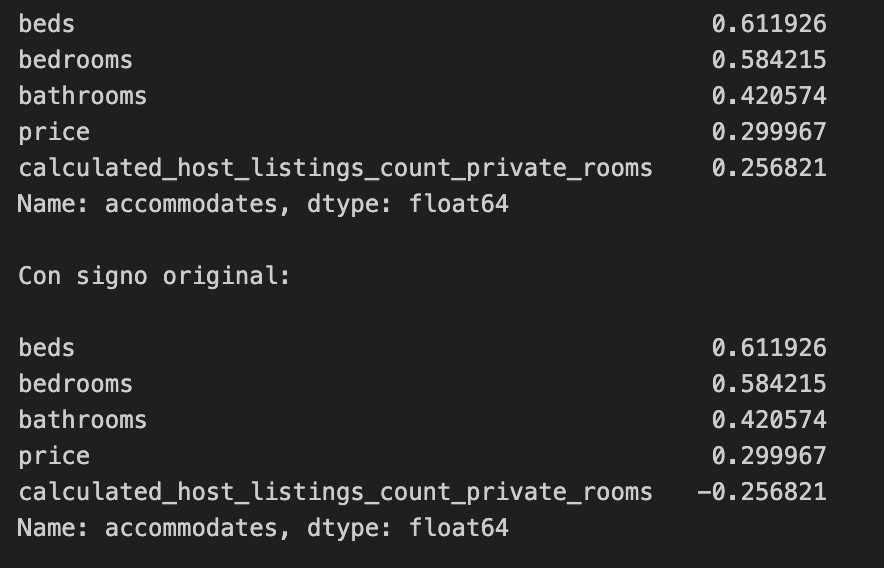 beds 0.611926
bedrooms 0.584215
bathrooms 0.420574
price 0.299967
calculated_host_listings_count_private_rooms 0.256821
Name: accommodates, dtype: float64
Con signo original:
beds 0.611926
bedrooms 0.584215
bathrooms 0.420574
price 0.299967
calculated_host_listings_count_private_rooms -0.256821
Name: accommodates, dtype: float64